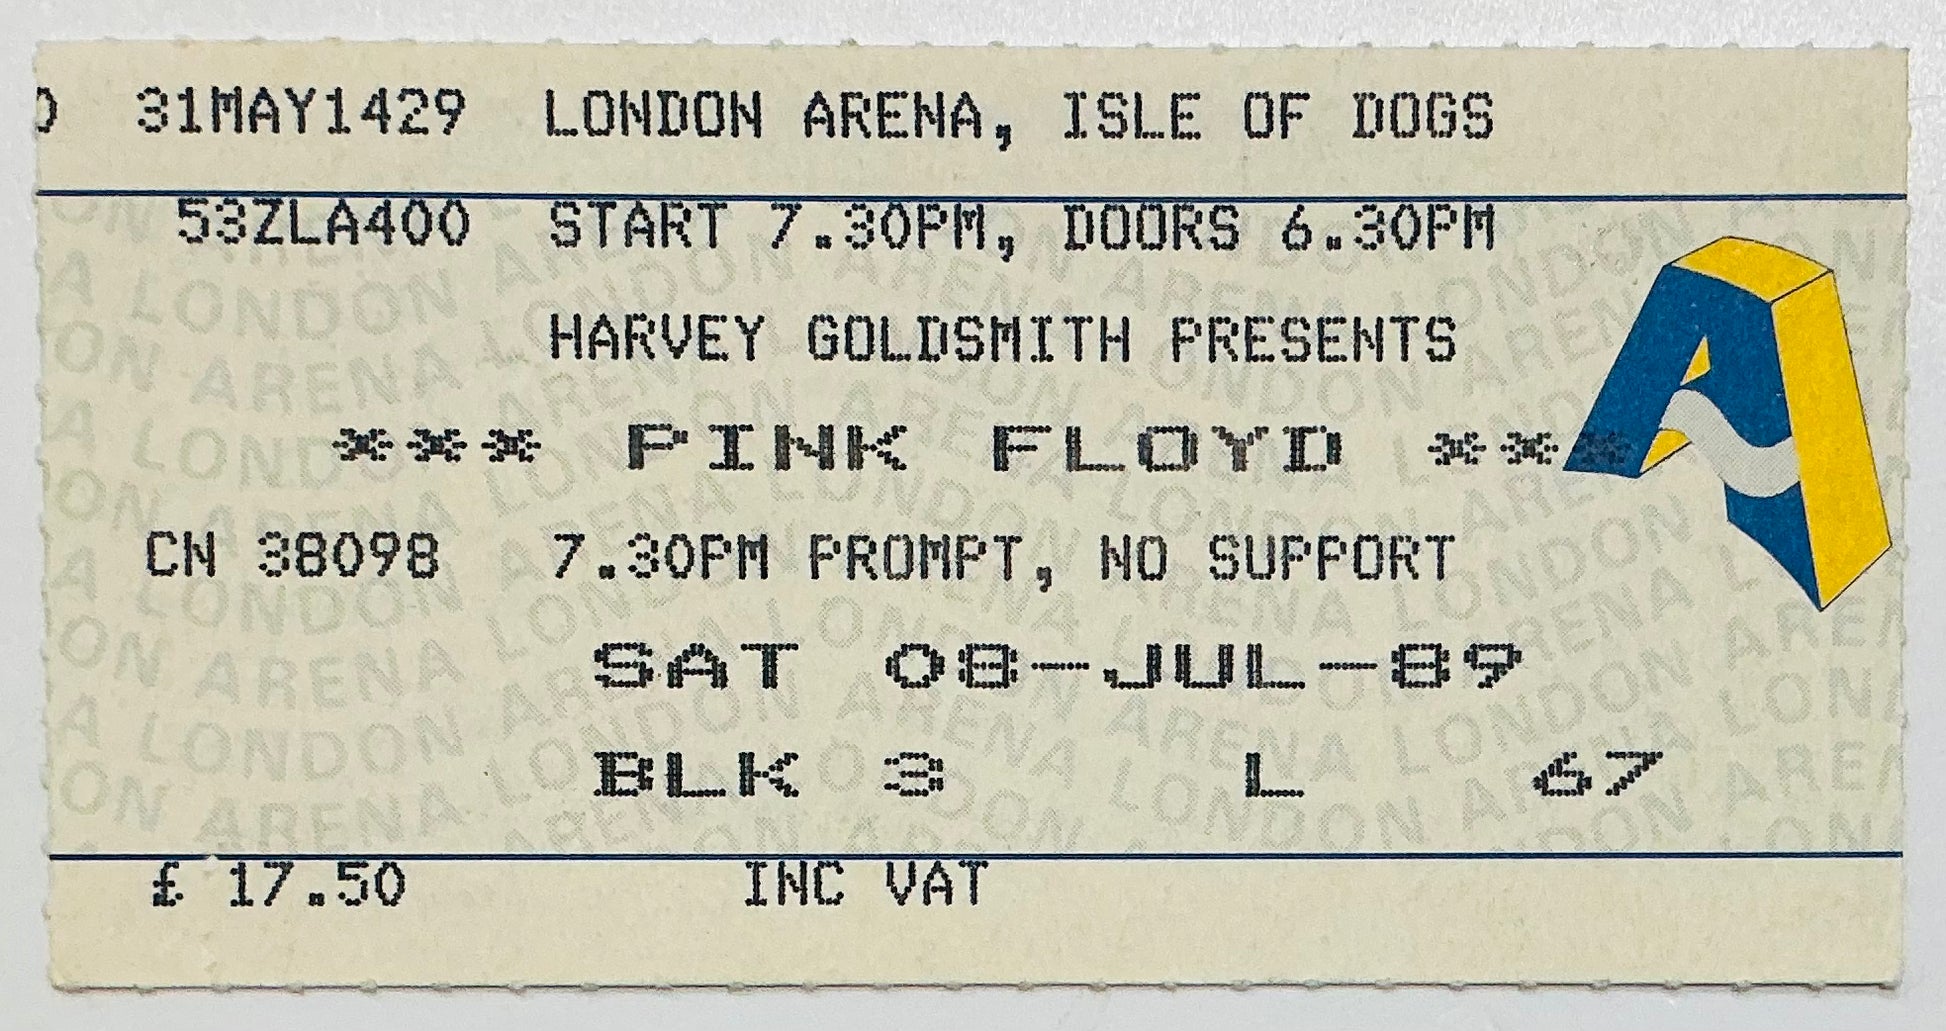 31MAY1429 LONDON ARENA, ISLE OF DOGS
53ZLA400 START 7.30PM, DOORS 6.30PM
HARVEY GOLDSMITH PRESENTS
*** PINK FLOYD ***
CN 38098 7.30PM PROMPT, NO SUPPORT
SAT 08-JUL-89
BLK 3 L 67
£ 17.50 INC VAT